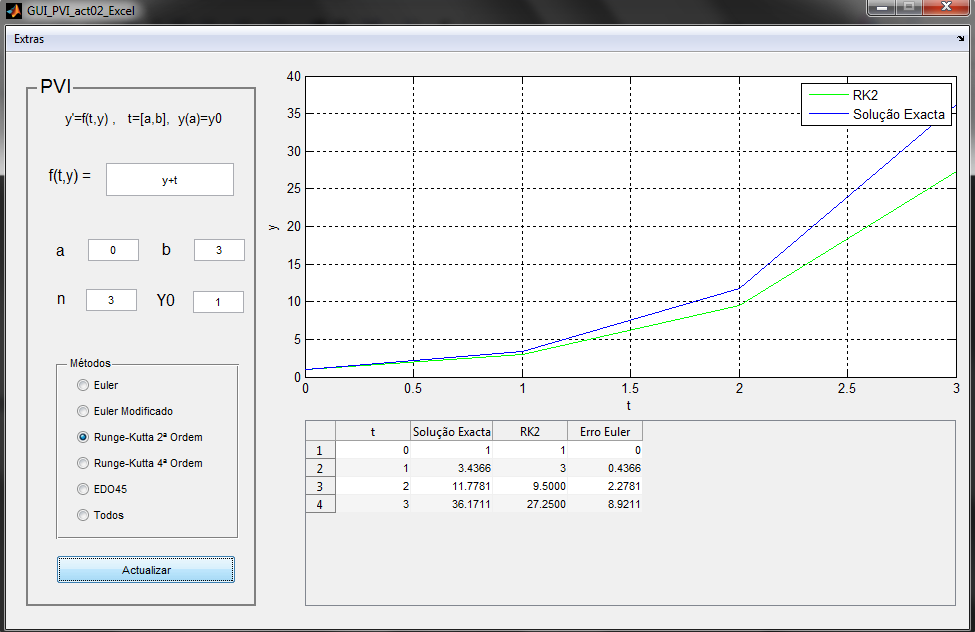 GUI_PVI_act02_Excel
Extras
PVI
y'=f(t,y) , t=[a,b], y(a)=y0
f(t,y) = y+t
a 0 b 3
n 3 Y0 1
Métodos
Euler
Euler Modificado
Runge-Kutta 2ª Ordem
Runge-Kutta 4ª Ordem
EDO45
Todos
Actualizar
RK2
Solução Exacta
40
35
30
25
20
15
10
5
0
y
0 0.5 1 1.5 2 2.5 3
t
t Solução Exacta RK2 Erro Euler
1 0 1 1 0
2 1 3.4366 3 0.4366
3 2 11.7781 9.5000 2.2781
4 3 36.1711 27.2500 8.9211